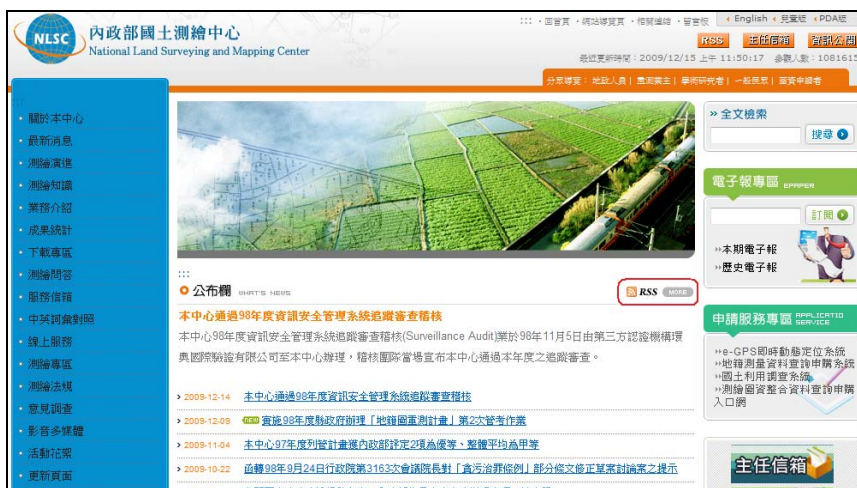 NLSC 內政部國土測繪中心
National Land Surveying and Mapping Center
::: ・回首頁 ・網站導覽頁 ・相關連結 ・留言板
English 兒童版 PDA版
RSS 主任信箱 資訊公開
最近更新時間：2009/12/15 上午 11:50:17 參觀人數：1081615
分眾導覽：地政人員| 重測業主| 學術研究者| 一般民眾| 圖資申購者
:::
・關於本中心
・最新消息
・測繪演進
・測繪知識
・業務介紹
・成果統計
・下載專區
・測繪問答
・服務信箱
・中英詞彙對照
・線上服務
・測繪專區
・測繪法規
・意見調查
・影音多媒體
・活動花絮
・更新頁面
:::
公布欄 WHAT'S NEWS
RSS MORE
本中心通過98年度資訊安全管理系統追蹤審查稽核
本中心98年度資訊安全管理系統追蹤審查稽核(Surveillance Audit)業於98年11月5日由第三方認證機構環
奧國際驗證有限公司至本中心辦理，稽核團隊當場宣布本中心通過本年度之追蹤審查。
2009-12-14 本中心通過98年度資訊安全管理系統追蹤審查稽核
2009-12-09 NEW 實施98年度縣政府辦理「地籍圖重測計畫」第2次管考作業
2009-11-04 本中心97年度列管計畫獲內政部評定2項為優等、整體平均為甲等
2009-10-22 函轉98年9月24日行政院第3163次會議院長對「貪污治罪條例」部分條文修正草案討論案之提示
» 全文檢索
搜尋
電子報專區 EPAPER
訂閱
»本期電子報
»歷史電子報
申請服務專區 APPLICATIO
SERVICE
»e-GPS即時動態定位系統
»地籍測量資料查詢申購系統
»國土利用調查系統
»測繪圖資整合資料查詢申購
入口網
主任信箱